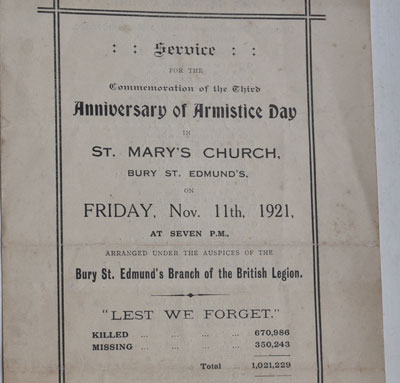 : : Service : :
FOR THE
Commemoration of the Third
Anniversary of Armistice Day
IN
ST. MARY'S CHURCH,
BURY ST. EDMUND'S,
ON
FRIDAY, Nov. 11th, 1921,
AT SEVEN P.M.,
ARRANGED UNDER THE AUSPICES OF THE
Bury St. Edmund's Branch of the British Legion.
"LEST WE FORGET."
KILLED ... ... ... ... 670,986
MISSING ... ... ... ... 350,243
Total ... 1,021,229